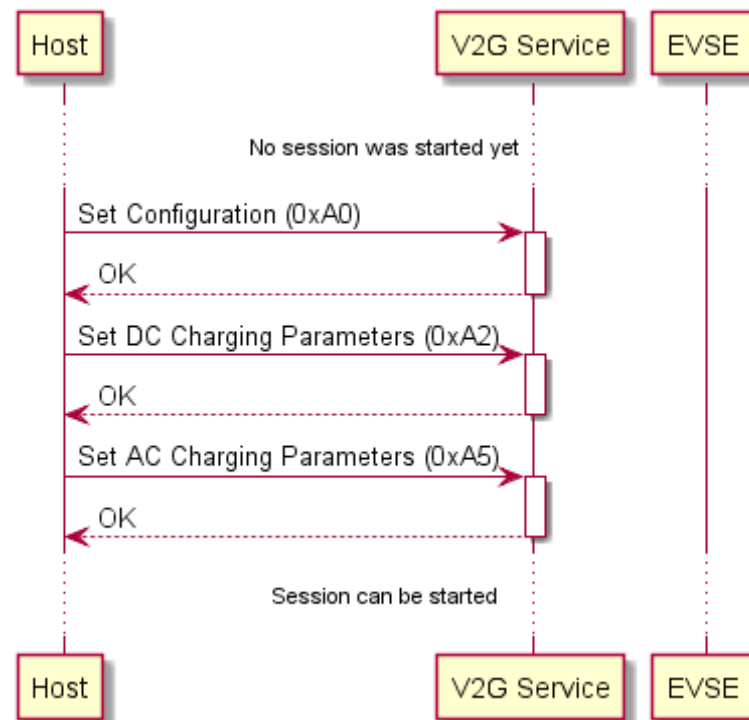 Host V2G Service EVSE
No session was started yet
Set Configuration (0xA0)
OK
Set DC Charging Parameters (0xA2)
OK
Set AC Charging Parameters (0xA5)
OK
Session can be started
Host V2G Service EVSE